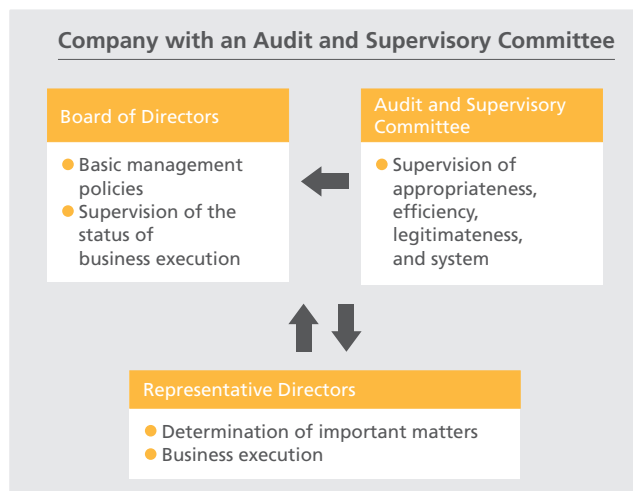 Company with an Audit and Supervisory Committee
Board of Directors
● Basic management
policies
● Supervision of the
status of
business execution
Audit and Supervisory
Committee
● Supervision of
appropriateness,
efficiency,
legitimateness,
and system
Representative Directors
● Determination of important matters
● Business execution